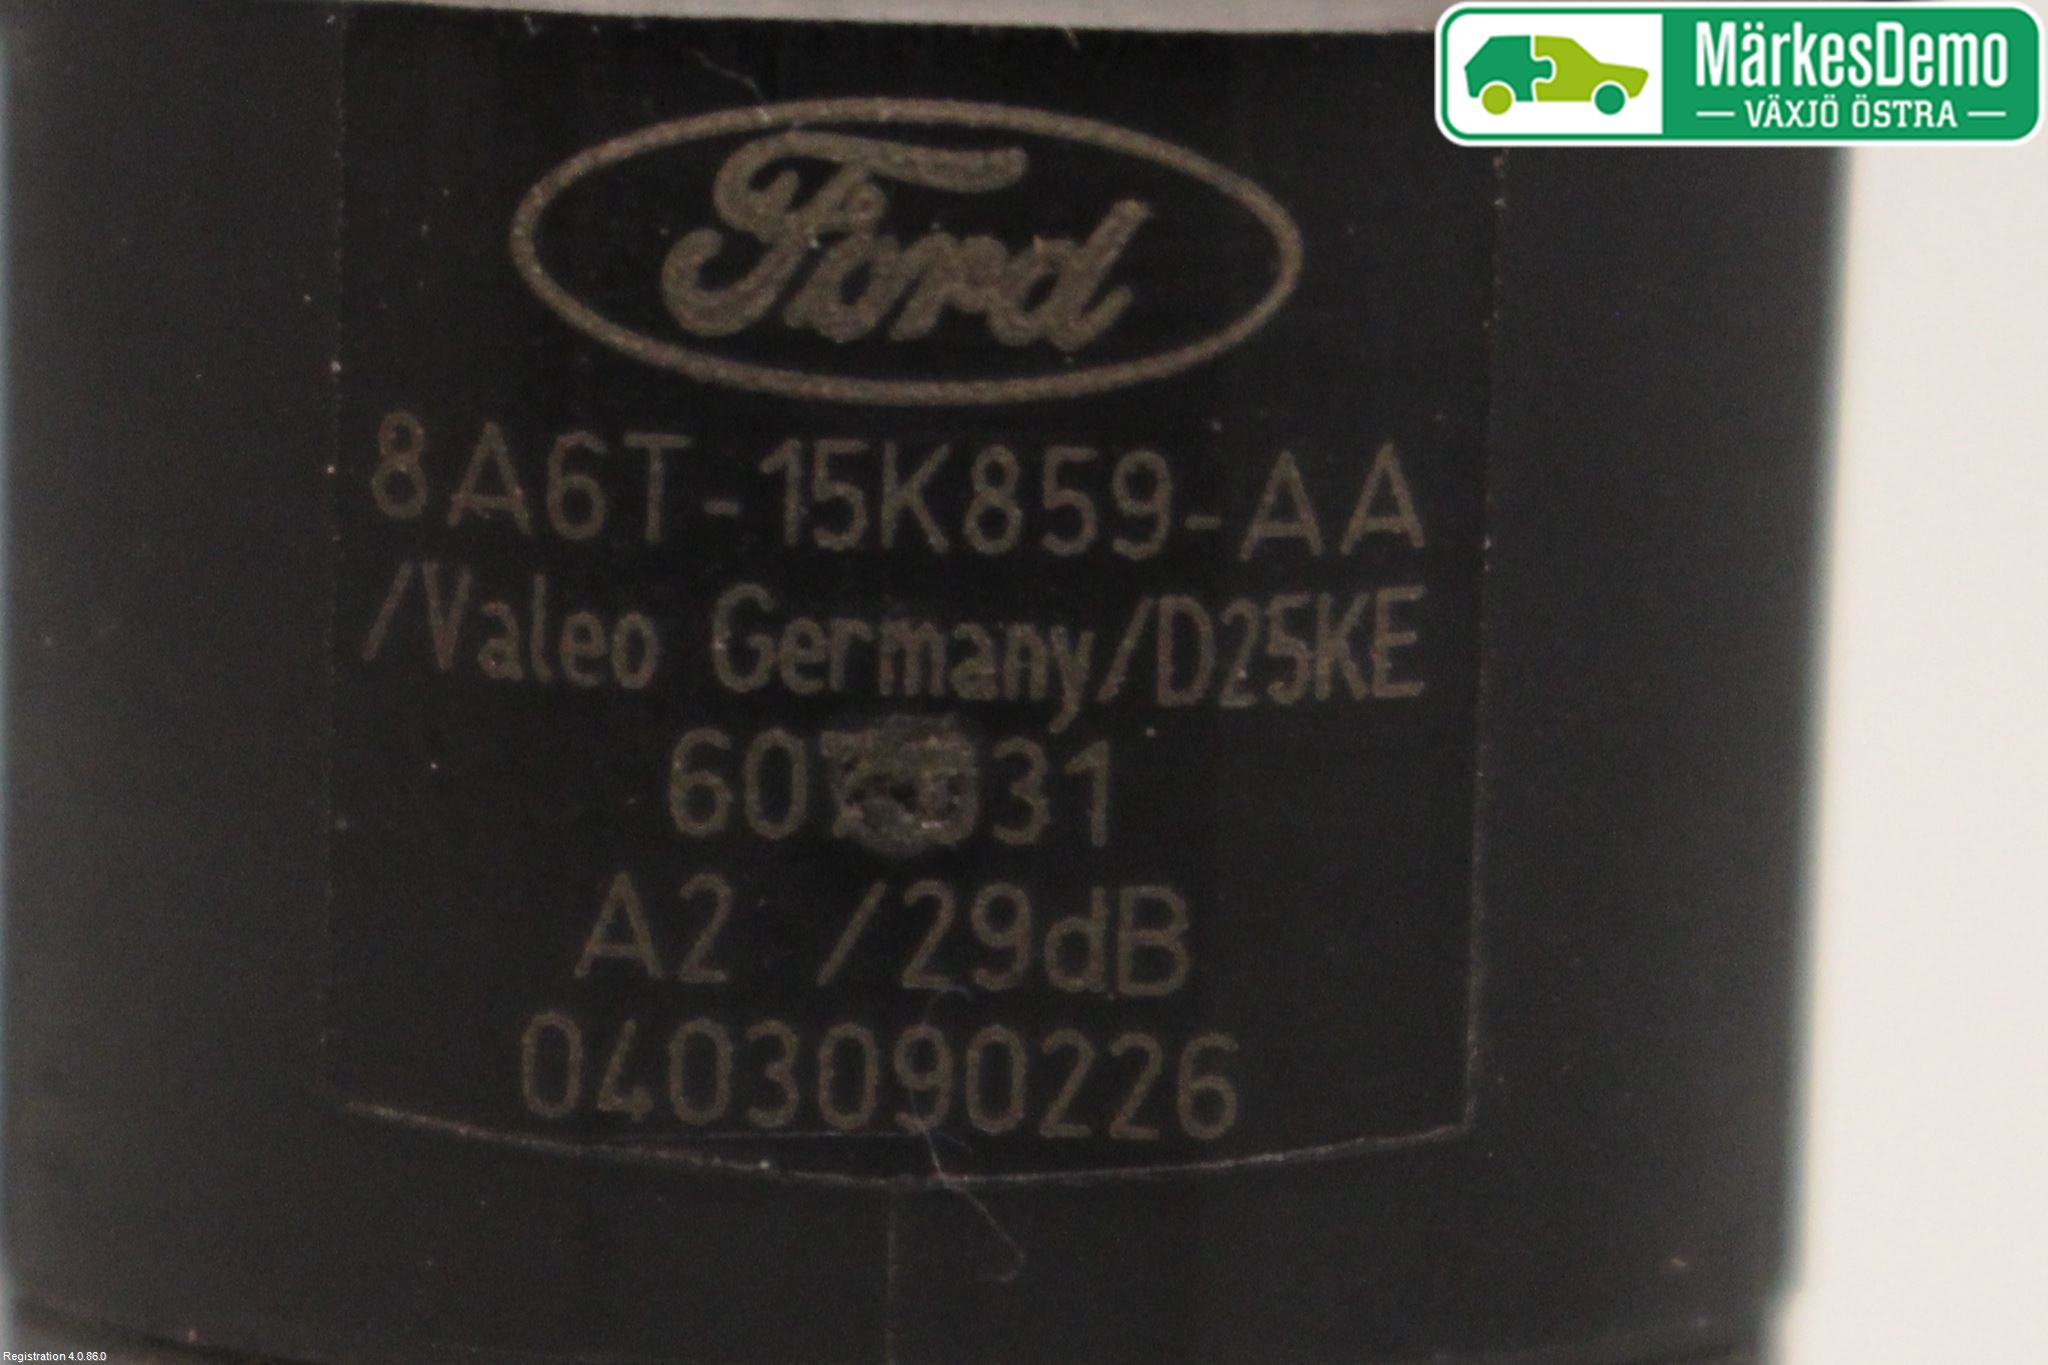 MärkesDemo
VÄXJÖ ÖSTRA
Ford
8A6T-15K859-AA
/Valeo Germany/D25KE
A2 /29dB
0403090226
Registration 4.0.86.0